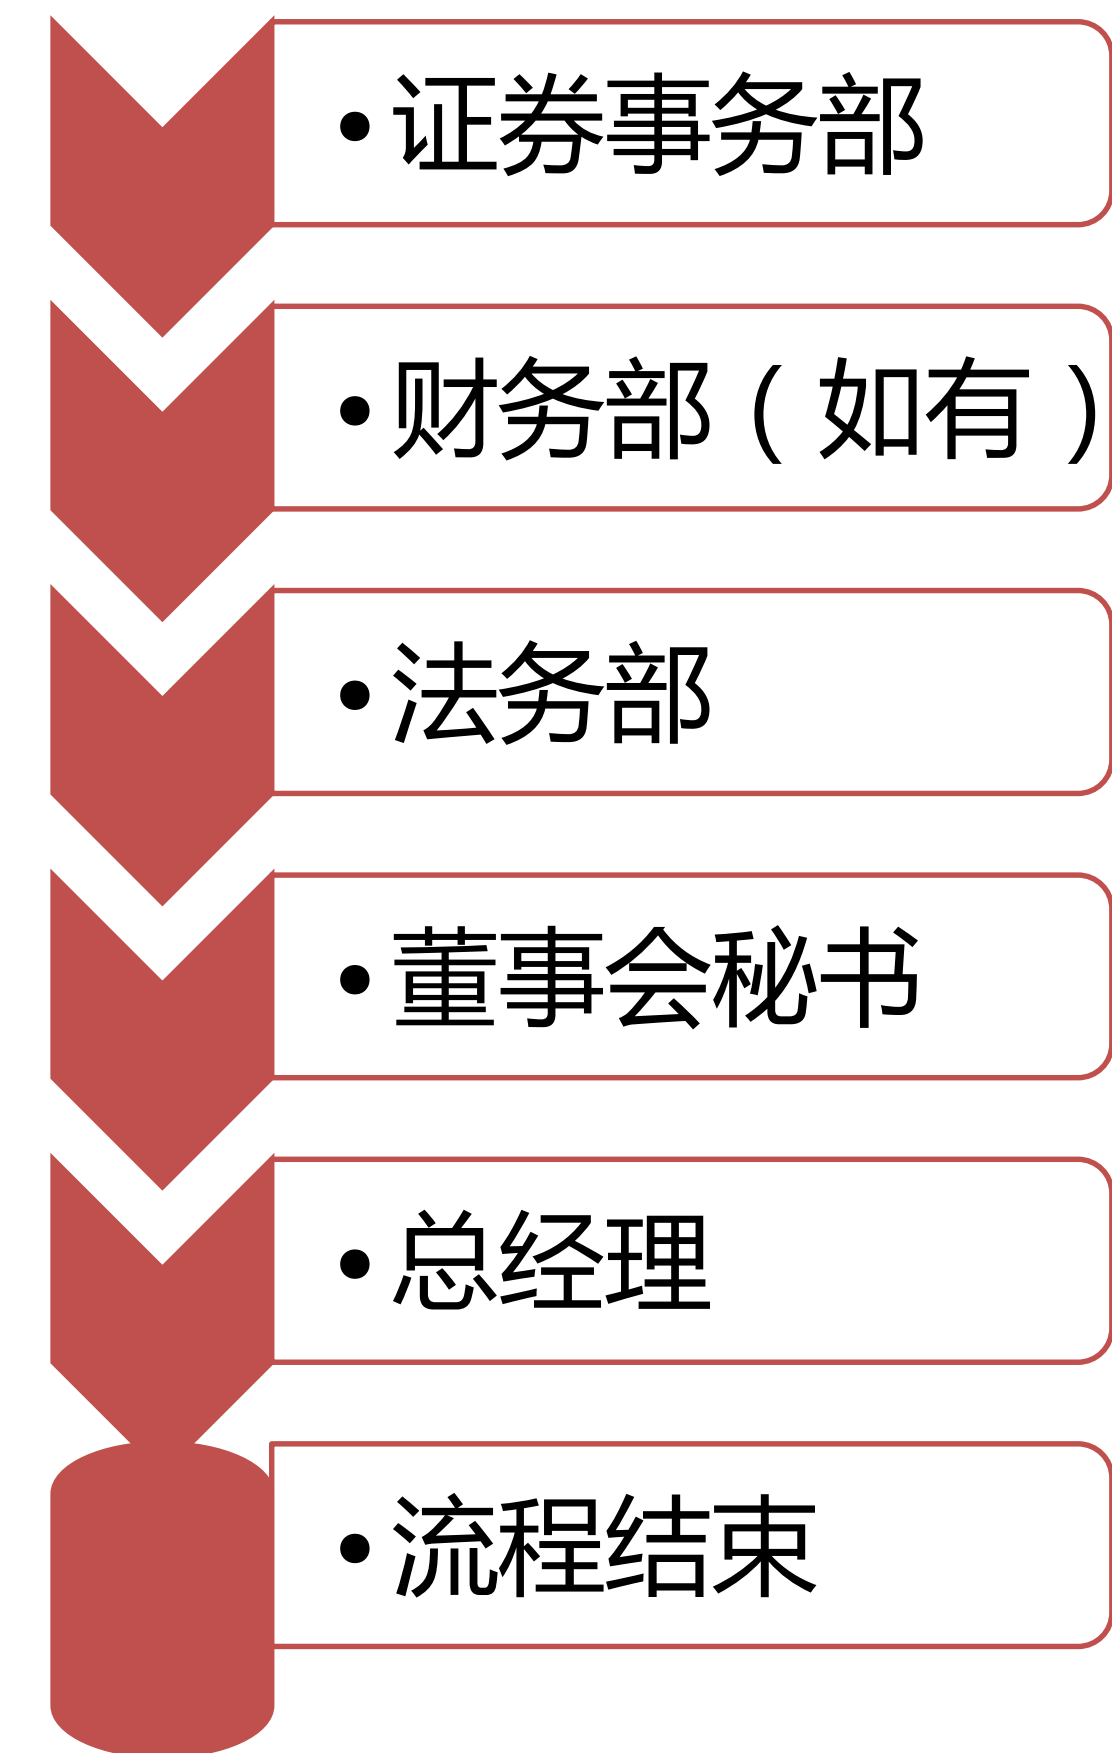 •证券事务部
•财务部（如有）
•法务部
•董事会秘书
•总经理
•流程结束